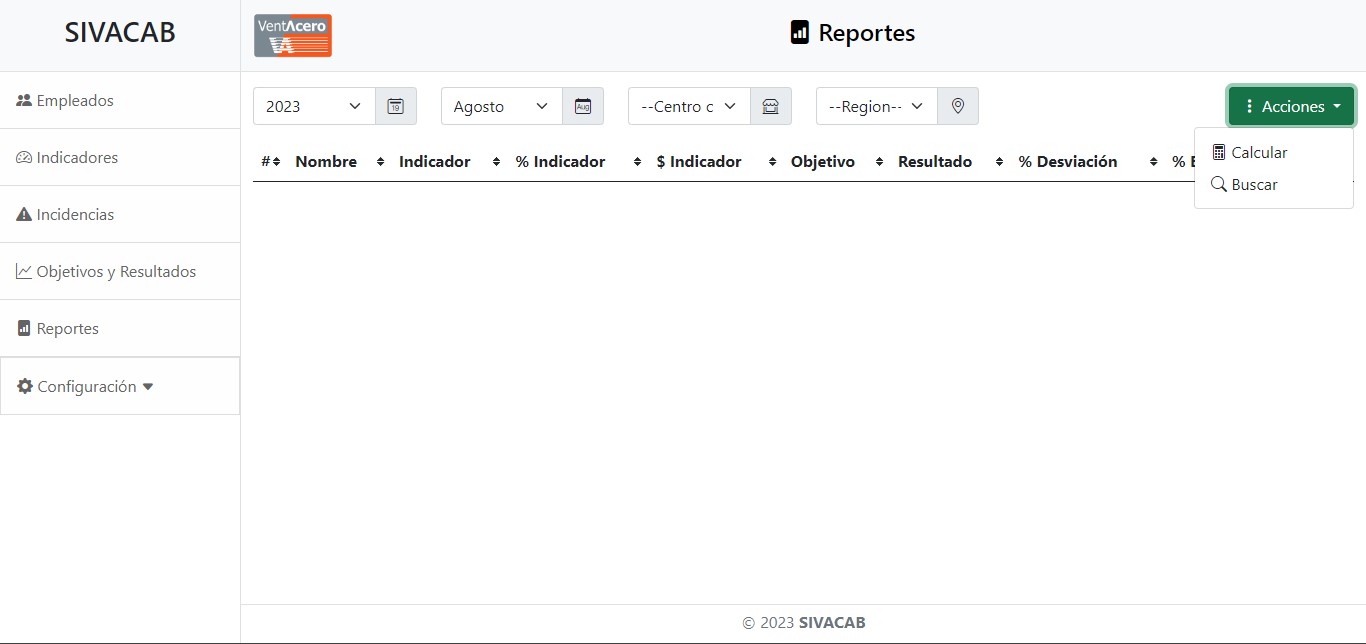 SIVACAB
VentAcero
VA
Reportes
Empleados
Indicadores
Incidencias
Objetivos y Resultados
Reportes
Configuración
2023
19
Agosto
Aug
--Centro c
--Region--
Acciones
Calcular
Buscar
# Nombre Indicador % Indicador $ Indicador Objetivo Resultado % Desviación %
© 2023 SIVACAB